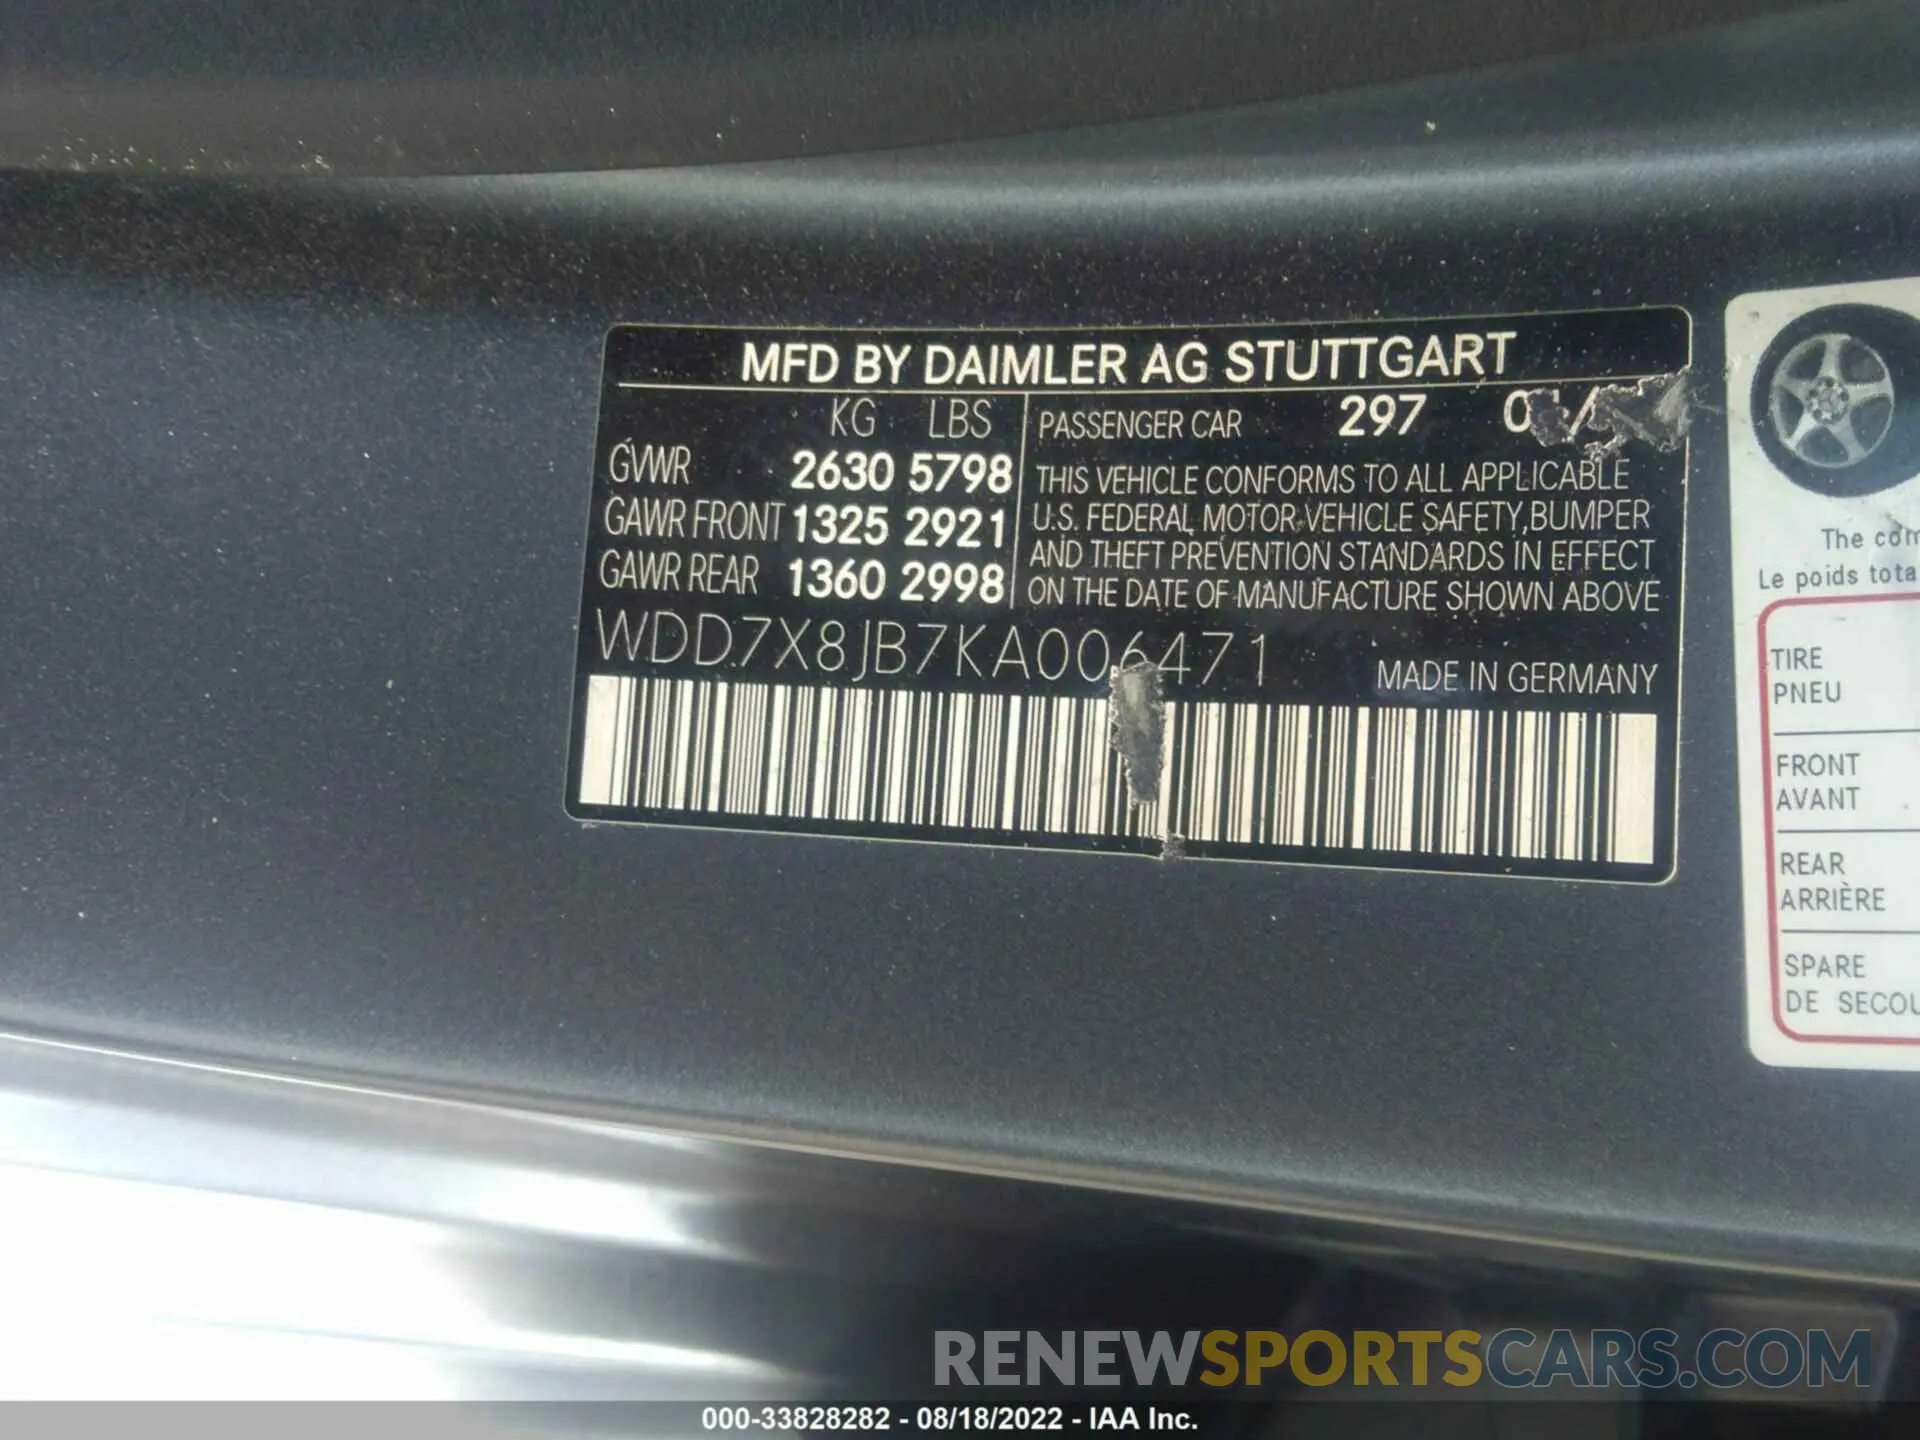 MFD BY DAIMLER AG STUTTGART
KG LBS
GVWR 2630 5798
GAWR FRONT 1325 2921
GAWR REAR 1360 2998
PASSENGER CAR 297
THIS VEHICLE CONFORMS TO ALL APPLICABLE
U.S. FEDERAL MOTOR VEHICLE SAFETY, BUMPER
AND THEFT PREVENTION STANDARDS IN EFFECT
ON THE DATE OF MANUFACTURE SHOWN ABOVE
WDD7X8JB7KA006471
MADE IN GERMANY
The com
Le poids tota
TIRE
PNEU
FRONT
AVANT
REAR
ARRIÈRE
SPARE
DE SECOU
RENEWSPORTSCARS.COM
000-33828282 - 08/18/2022 - IAA Inc.